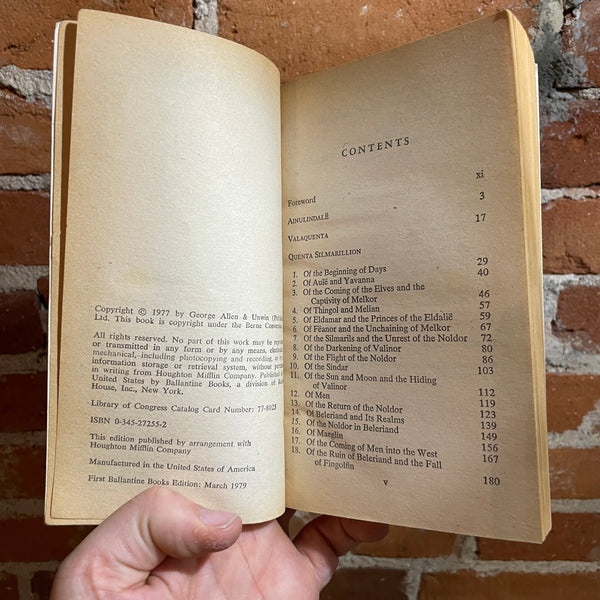 Copyright © 1977 by George Allen & Unwin
Ltd. This book is copyright under the Berne
All rights reserved. No part of this work may be
or transmitted in any form or by any means,
mechanical, including photocopying and recording, or
information storage or retrieval system, without
in writing from Houghton Mifflin Company. Published
United States by Ballantine Books, a division of
House, Inc., New York.
Library of Congress Catalog Card Number: 77-8025
ISBN 0-345-27255-2
This edition published by arrangement with
Houghton Mifflin Company
Manufactured in the United States of America
First Ballantine Books Edition: March 1979
CONTENTS
Foreword xi
AINULINDALË 3
VALAQUENTA 17
QUENTA SILMARILLION
1. Of the Beginning of Days 29
2. Of Aulë and Yavanna 40
3. Of the Coming of the Elves and the
Captivity of Melkor 46
4. Of Thingol and Melian 57
5. Of Eldamar and the Princes of the Eldalië 59
6. Of Fëanor and the Unchaining of Melkor 67
7. Of the Silmarils and the Unrest of the Noldor 72
8. Of the Darkening of Valinor 80
9. Of the Flight of the Noldor 86
10. Of the Sindar 103
11. Of the Sun and Moon and the Hiding
of Valinor 112
12. Of Men 119
13. Of the Return of the Noldor 123
14. Of Beleriand and Its Realms 139
15. Of the Noldor in Beleriand 149
16. Of Maeglin 156
17. Of the Coming of Men into the West 167
18. Of the Ruin of Beleriand and the Fall
of Fingolfin 180
v